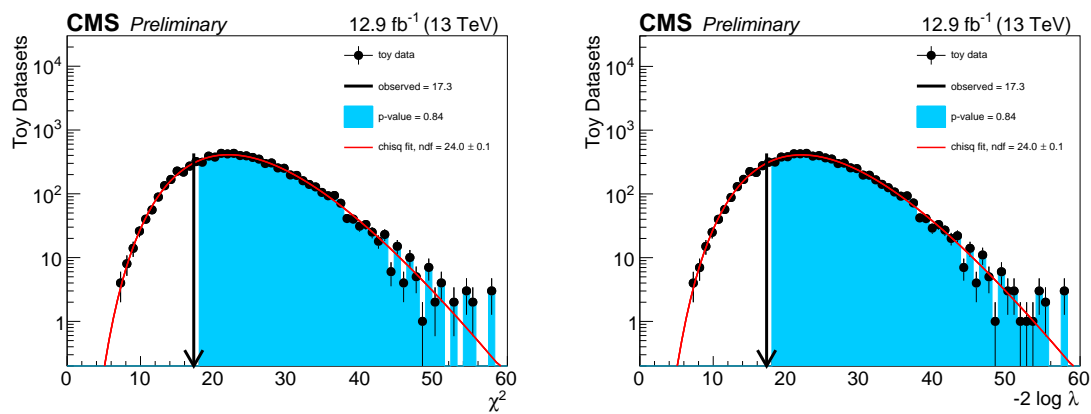 CMS Preliminary 12.9 fb⁻¹ (13 TeV)
Toy Datasets
10⁴
10³
10²
10
1
toy data
observed = 17.3
p-value = 0.84
chisq fit, ndf = 24.0 ± 0.1
0 10 20 30 40 50 60
χ²
CMS Preliminary 12.9 fb⁻¹ (13 TeV)
Toy Datasets
10⁴
10³
10²
10
1
toy data
observed = 17.3
p-value = 0.84
chisq fit, ndf = 24.0 ± 0.1
0 10 20 30 40 50 60
-2 log λ